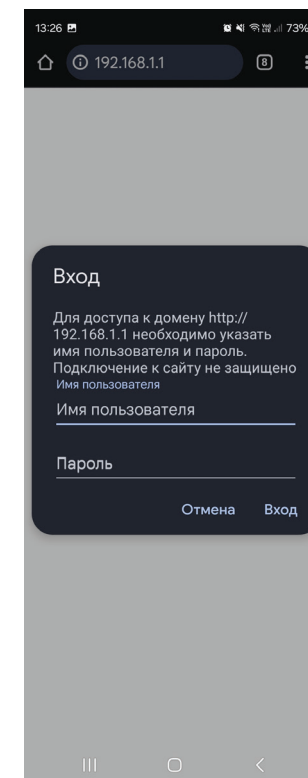 13:26 73%
192.168.1.1 8
Вход
Для доступа к домену http://
192.168.1.1 необходимо указать
имя пользователя и пароль.
Подключение к сайту не защищено
Имя пользователя
Имя пользователя
Пароль
Отмена Вход